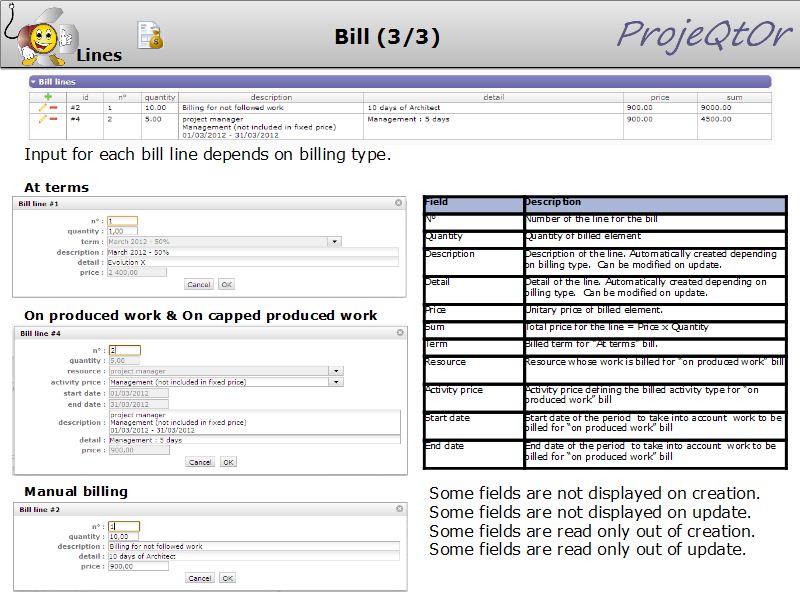 Lines
Bill (3/3)
ProjeQtOr
Bill lines
id n° quantity description detail price sum
#2 1 10.00 Billing for not followed work 10 days of Architect 900.00 9000.00
#4 2 5.00 project manager Management : 5 days 900.00 4500.00
Management (not included in fixed price)
01/03/2012 - 31/03/2012
Input for each bill line depends on billing type.
At terms
Bill line #1
n° : 1
quantity : 1,00
term : March 2012 - 50%
description : March 2012 - 50%
detail : Evolution X
price : 2 400,00
Cancel OK
On produced work & On capped produced work
Bill line #4
n° : 2
quantity : 5,00
resource : project manager
activity price : Management (not included in fixed price)
start date : 01/03/2012
end date : 31/03/2012
project manager
description : Management (not included in fixed price)
01/03/2012 - 31/03/2012
detail : Management : 5 days
price : 900,00
Cancel OK
Manual billing
Bill line #2
n° : 1
quantity : 10,00
description : Billing for not followed work
detail : 10 days of Architect
price : 900,00
Cancel OK
Field Description
N° Number of the line for the bill
Quantity Quantity of billed element
Description Description of the line. Automatically created depending
on billing type. Can be modified on update.
Detail Detail of the line. Automatically created depending on
billing type. Can be modified on update.
Price Unitary price of billed element.
Sum Total price for the line = Price x Quantity
Term Billed term for “At terms” bill.
Resource Resource whose work is billed for “on produced work” bill
Activity price Activity price defining the billed activity type for “on
produced work” bill
Start date Start date of the period to take into account work to be
billed for “on produced work” bill
End date End date of the period to take into account work to be
billed for “on produced work” bill
Some fields are not displayed on creation.
Some fields are not displayed on update.
Some fields are read only out of creation.
Some fields are read only out of update.